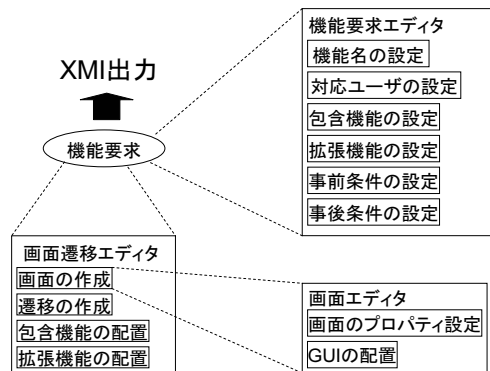 XMI出力
機能要求
機能要求エディタ
機能名の設定
対応ユーザの設定
包含機能の設定
拡張機能の設定
事前条件の設定
事後条件の設定
画面遷移エディタ
画面の作成
遷移の作成
包含機能の配置
拡張機能の配置
画面エディタ
画面のプロパティ設定
GUIの配置